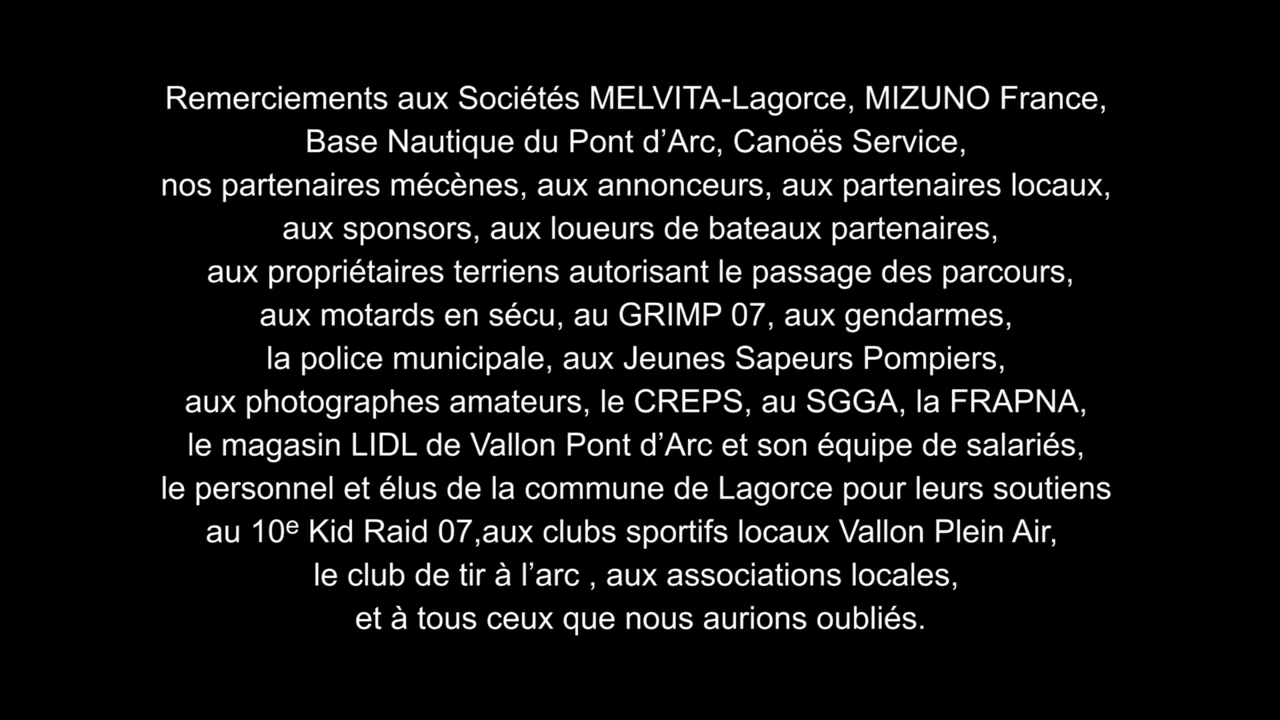 Remerciements aux Sociétés MELVITA-Lagorce, MIZUNO France,
Base Nautique du Pont d’Arc, Canoës Service,
nos partenaires mécènes, aux annonceurs, aux partenaires locaux,
aux sponsors, aux loueurs de bateaux partenaires,
aux propriétaires terriens autorisant le passage des parcours,
aux motards en sécu, au GRIMP 07, aux gendarmes,
la police municipale, aux Jeunes Sapeurs Pompiers,
aux photographes amateurs, le CREPS, au SGGA, la FRAPNA,
le magasin LIDL de Vallon Pont d’Arc et son équipe de salariés,
le personnel et élus de la commune de Lagorce pour leurs soutiens
au 10e Kid Raid 07,aux clubs sportifs locaux Vallon Plein Air,
le club de tir à l’arc , aux associations locales,
et à tous ceux que nous aurions oubliés.